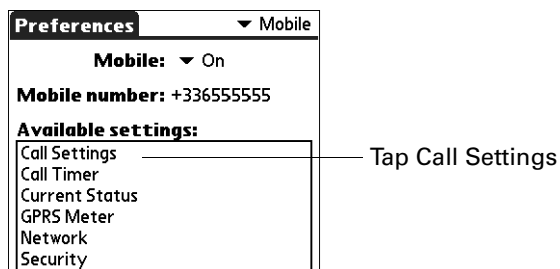 Preferences Mobile
Mobile: On
Mobile number: +336555555
Available settings:
Call Settings
Tap Call Settings
Call Timer
Current Status
GPRS Meter
Network
Security